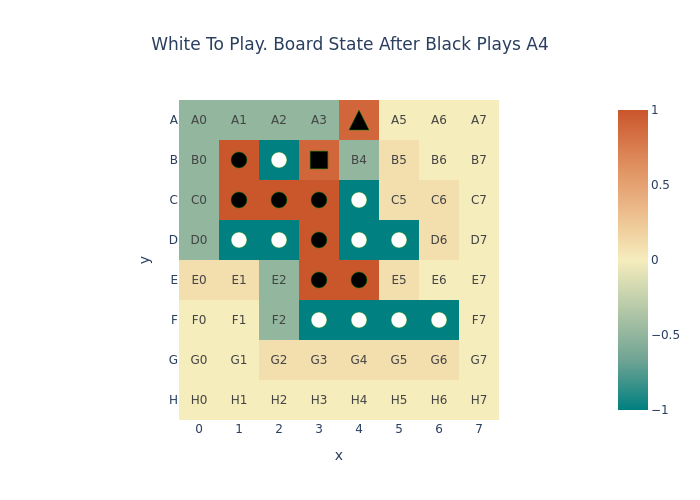 White To Play. Board State After Black Plays A4
A A0 A1 A2 A3 A5 A6 A7
B B0 B4 B5 B6 B7
C C0 C5 C6 C7
D D0 D6 D7
E E0 E1 E2 E5 E6 E7
F F0 F1 F2 F7
G G0 G1 G2 G3 G4 G5 G6 G7
H H0 H1 H2 H3 H4 H5 H6 H7
0 1 2 3 4 5 6 7
x
y
1
0.5
0
−0.5
−1